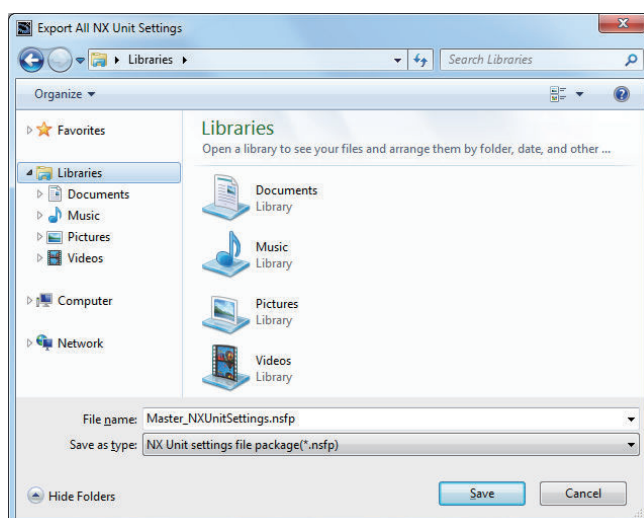 Export All NX Unit Settings
Libraries
Search Libraries
Organize
Favorites
Libraries
Documents
Music
Pictures
Videos
Computer
Network
Libraries
Open a library to see your files and arrange them by folder, date, and other ...
Documents
Library
Music
Library
Pictures
Library
Videos
Library
File name: Master_NXUnitSettings.nsfp
Save as type: NX Unit settings file package(*.nsfp)
Hide Folders
Save
Cancel